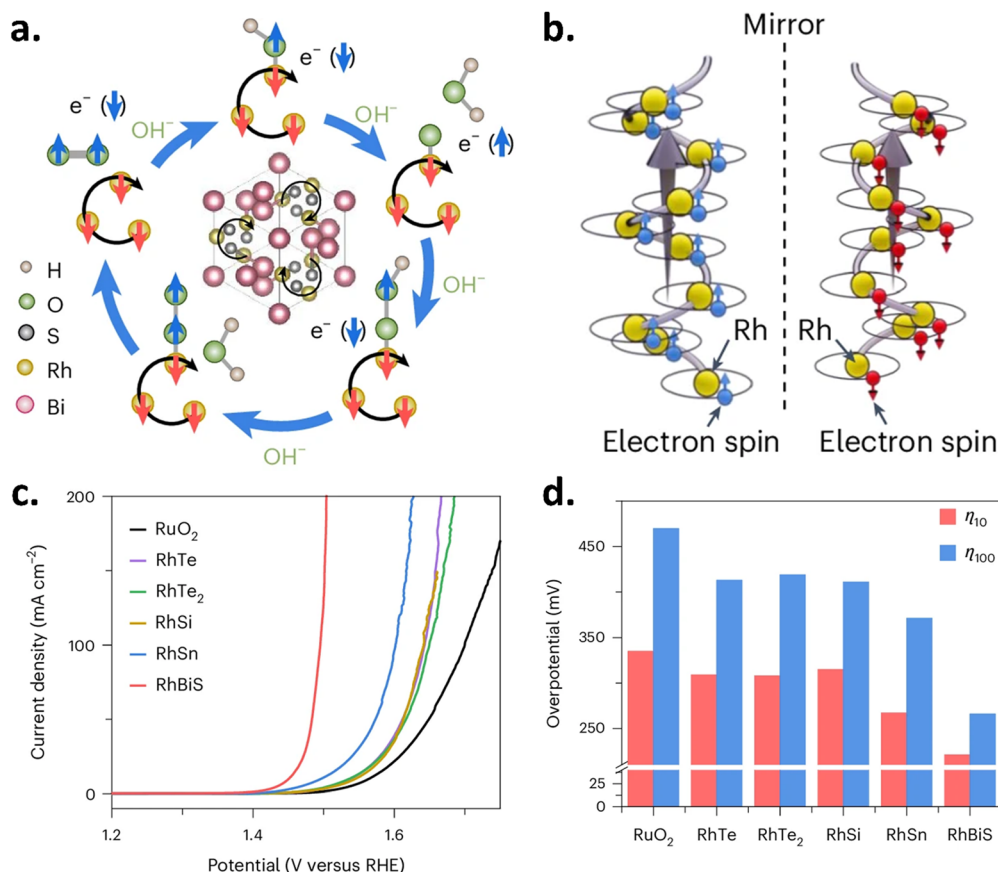 a.
e⁻ (↓)
OH⁻
e⁻ (↓)
OH⁻
e⁻ (↑)
OH⁻
e⁻ (↓)
OH⁻
H
O
S
Rh
Bi
b.
Mirror
Rh
Rh
Electron spin
Electron spin
c.
200
100
0
1.2
1.4
1.6
Current density (mA cm⁻²)
Potential (V versus RHE)
RuO₂
RhTe
RhTe₂
RhSi
RhSn
RhBiS
d.
η₁₀
η₁₀₀
Overpotential (mV)
450
350
250
25
0
RuO₂
RhTe
RhTe₂
RhSi
RhSn
RhBiS